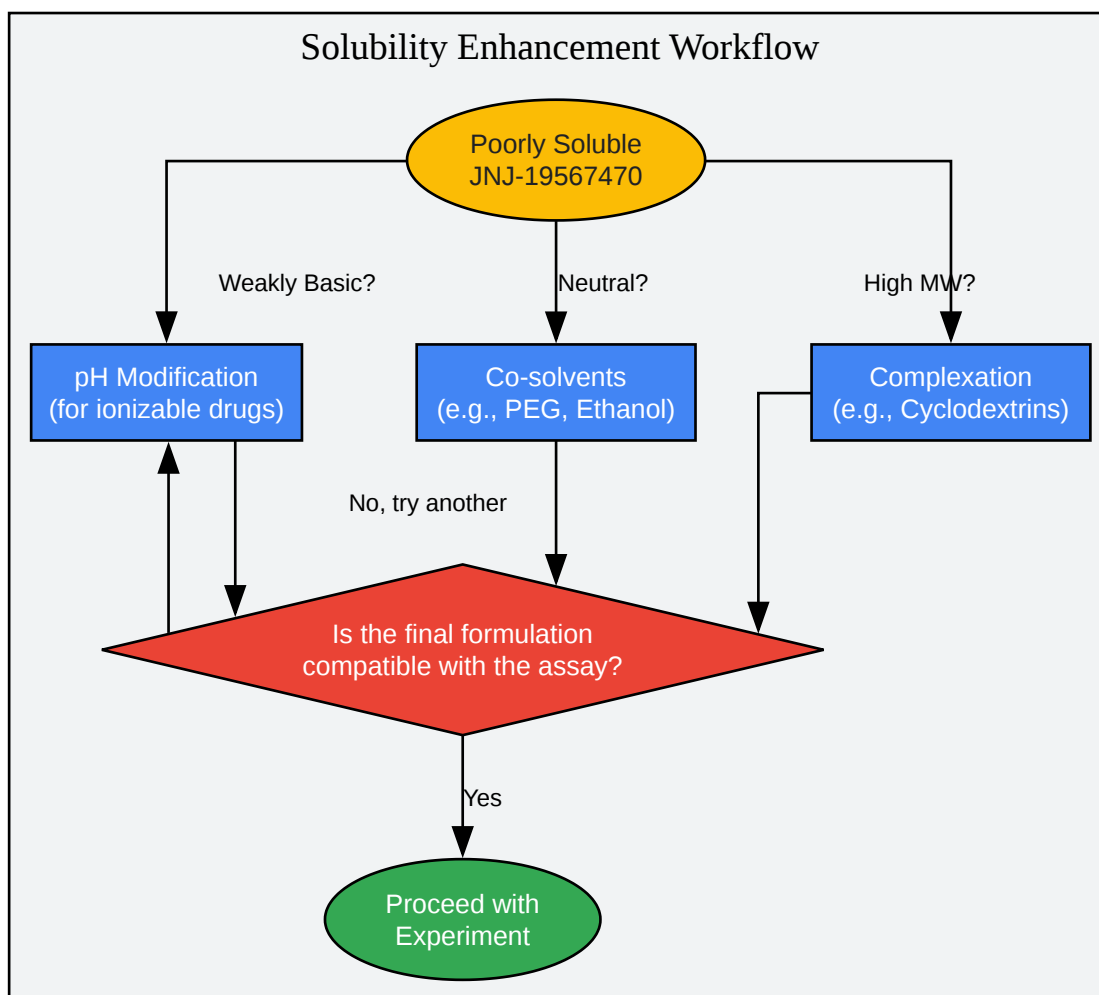 Solubility Enhancement Workflow
Poorly Soluble
JNJ-19567470
Weakly Basic?
Neutral?
High MW?
pH Modification
(for ionizable drugs)
Co-solvents
(e.g., PEG, Ethanol)
Complexation
(e.g., Cyclodextrins)
No, try another
Is the final formulation
compatible with the assay?
Yes
Proceed with
Experiment